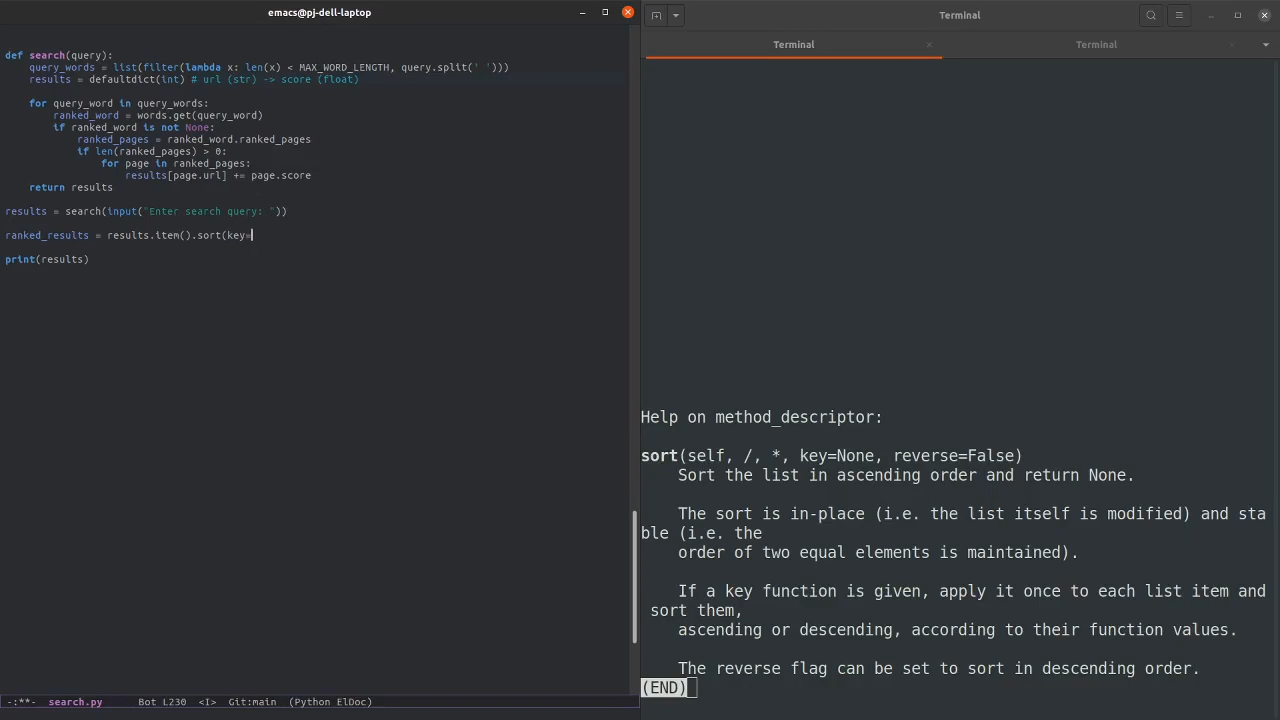 emacs@pj-dell-laptop
def search(query):
    query_words = list(filter(lambda x: len(x) < MAX_WORD_LENGTH, query.split(' ')))
    results = defaultdict(int) # url (str) -> score (float)
    for query_word in query_words:
        ranked_word = words.get(query_word)
        if ranked_word is not None:
            ranked_pages = ranked_word.ranked_pages
            if len(ranked_pages) > 0:
                for page in ranked_pages:
                    results[page.url] += page.score
    return results
results = search(input("Enter search query: "))
ranked_results = results.item().sort(key=
print(results)
-:**-  search.py      Bot L230  <I>  Git:main  (Python ElDoc)
Terminal
Terminal
Terminal
Help on method_descriptor:
sort(self, /, *, key=None, reverse=False)
    Sort the list in ascending order and return None.
    The sort is in-place (i.e. the list itself is modified) and sta
ble (i.e. the
    order of two equal elements is maintained).
    If a key function is given, apply it once to each list item and
 sort them,
    ascending or descending, according to their function values.
    The reverse flag can be set to sort in descending order.
(END)